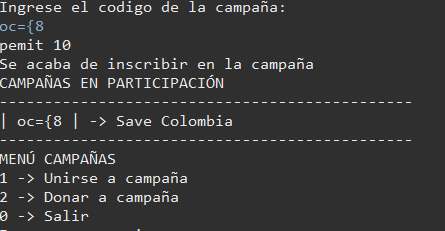 Ingrese el codigo de la campaña:
oc={8
pemit 10
Se acaba de inscribir en la campaña
CAMPAÑAS EN PARTICIPACIÓN
----------------------------------------------
| oc={8 | -> Save Colombia
----------------------------------------------
MENÚ CAMPAÑAS
1 -> Unirse a campaña
2 -> Donar a campaña
0 -> Salir